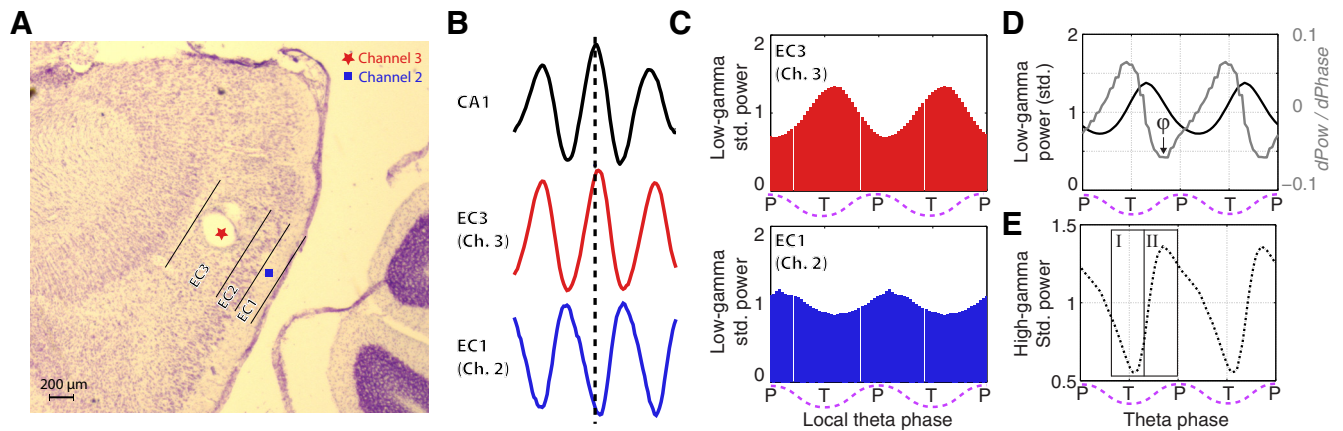 A
Channel 3
Channel 2
EC3
EC2
EC1
200 µm
B
CA1
EC3
(Ch. 3)
EC1
(Ch. 2)
C
2
1
0
Low-gamma
std. power
EC3
(Ch. 3)
P T P T P
2
1
0
Low-gamma
std. power
EC1
(Ch. 2)
P T P T P
Local theta phase
D
2
1
0
Low-gamma
power (std.)
φ
0.1
0
−0.1
dPow / dPhase
P T P T P
E
1.5
1
0.5
High-gamma
Std. power
I II
P T P T P
Theta phase